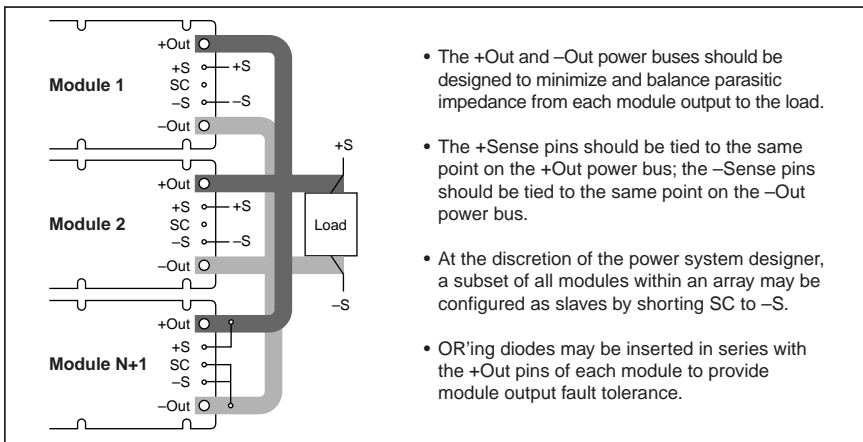 +Out
+S +S
Module 1 SC
–S –S
–Out
+S
+Out
+S +S
Module 2 SC Load
–S –S
–Out
–S
+Out
+S
Module N+1 SC
–S
–Out
• The +Out and –Out power buses should be
designed to minimize and balance parasitic
impedance from each module output to the load.
• The +Sense pins should be tied to the same
point on the +Out power bus; the –Sense pins
should be tied to the same point on the –Out
power bus.
• At the discretion of the power system designer,
a subset of all modules within an array may be
configured as slaves by shorting SC to –S.
• OR'ing diodes may be inserted in series with
the +Out pins of each module to provide
module output fault tolerance.